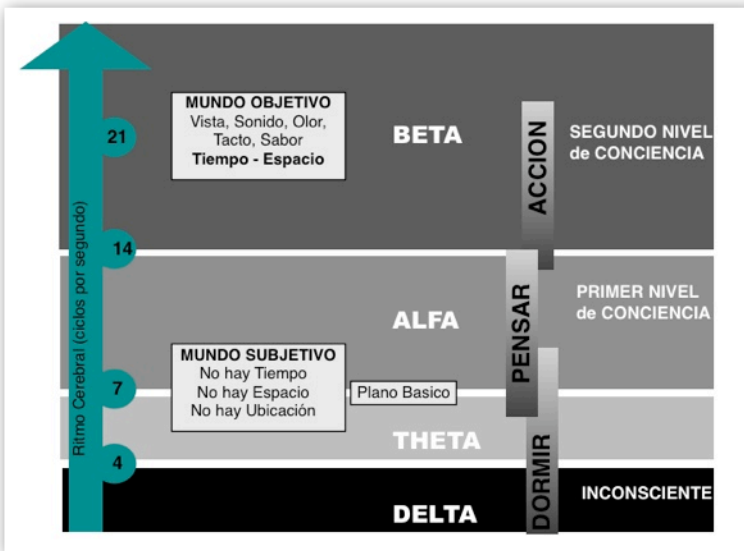 Ritmo Cerebral (ciclos por segundo)
21
14
7
4
MUNDO OBJETIVO
Vista, Sonido, Olor,
Tacto, Sabor
Tiempo - Espacio
BETA
ACCION
SEGUNDO NIVEL
de CONCIENCIA
ALFA
PENSAR
PRIMER NIVEL
de CONCIENCIA
MUNDO SUBJETIVO
No hay Tiempo
No hay Espacio
No hay Ubicación
Plano Basico
THETA
DORMIR
DELTA
INCONSCIENTE